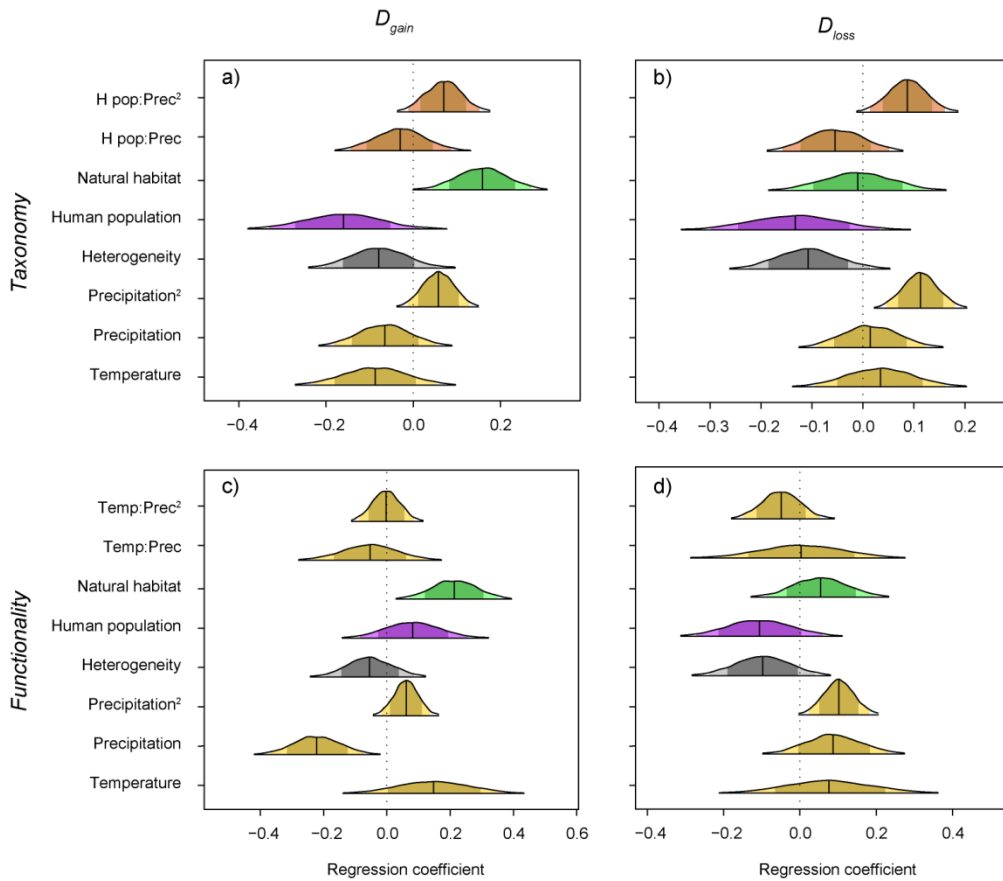 D_gain D_loss
a) b)
Taxonomy
H pop:Prec²
H pop:Prec
Natural habitat
Human population
Heterogeneity
Precipitation²
Precipitation
Temperature
−0.4 −0.2 0.0 0.2 −0.4 −0.3 −0.2 −0.1 0.0 0.1 0.2
c) d)
Functionality
Temp:Prec²
Temp:Prec
Natural habitat
Human population
Heterogeneity
Precipitation²
Precipitation
Temperature
−0.4 −0.2 0.0 0.2 0.4 0.6 −0.4 −0.2 0.0 0.2 0.4
Regression coefficient Regression coefficient